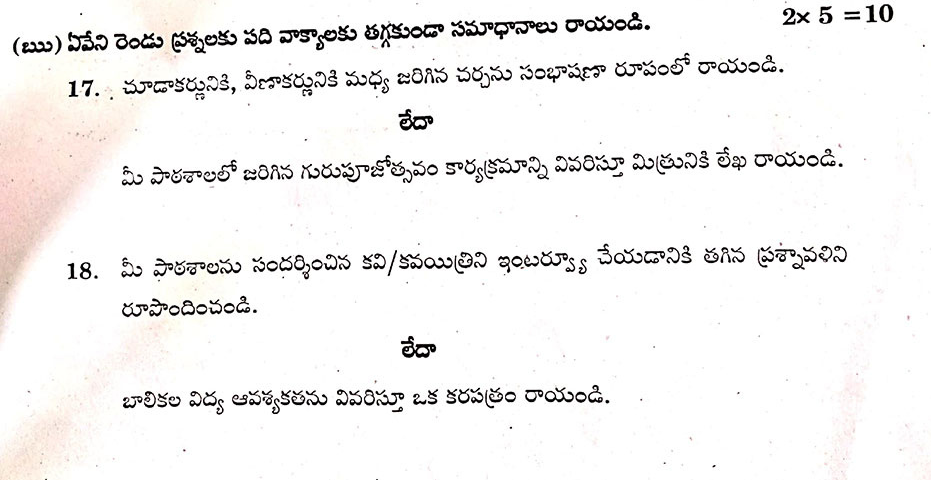 (ఋ) ఏవేని రెండు ప్రశ్నలకు పది వాక్యాలకు తగ్గకుండా సమాధానాలు రాయండి. 2× 5 =10
17. చూడాకర్ణునికి, వీణాకర్ణునికి మధ్య జరిగిన చర్చను సంభాషణా రూపంలో రాయండి.
లేదా
మీ పాఠశాలలో జరిగిన గురుపూజోత్సవం కార్యక్రమాన్ని వివరిస్తూ మిత్రునికి లేఖ రాయండి.
18. మీ పాఠశాలను సందర్శించిన కవి/కవయిత్రిని ఇంటర్వ్యూ చేయడానికి తగిన ప్రశ్నావళిని
రూపొందించండి.
లేదా
బాలికల విద్య ఆవశ్యకతను వివరిస్తూ ఒక కరపత్రం రాయండి.